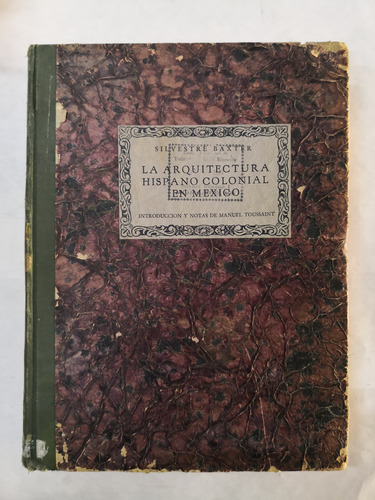 SILVESTRE BAXTER
LA ARQUITECTURA
HISPANO COLONIAL
EN MEXICO
INTRODUCCION Y NOTAS DE MANUEL TOUSSAINT